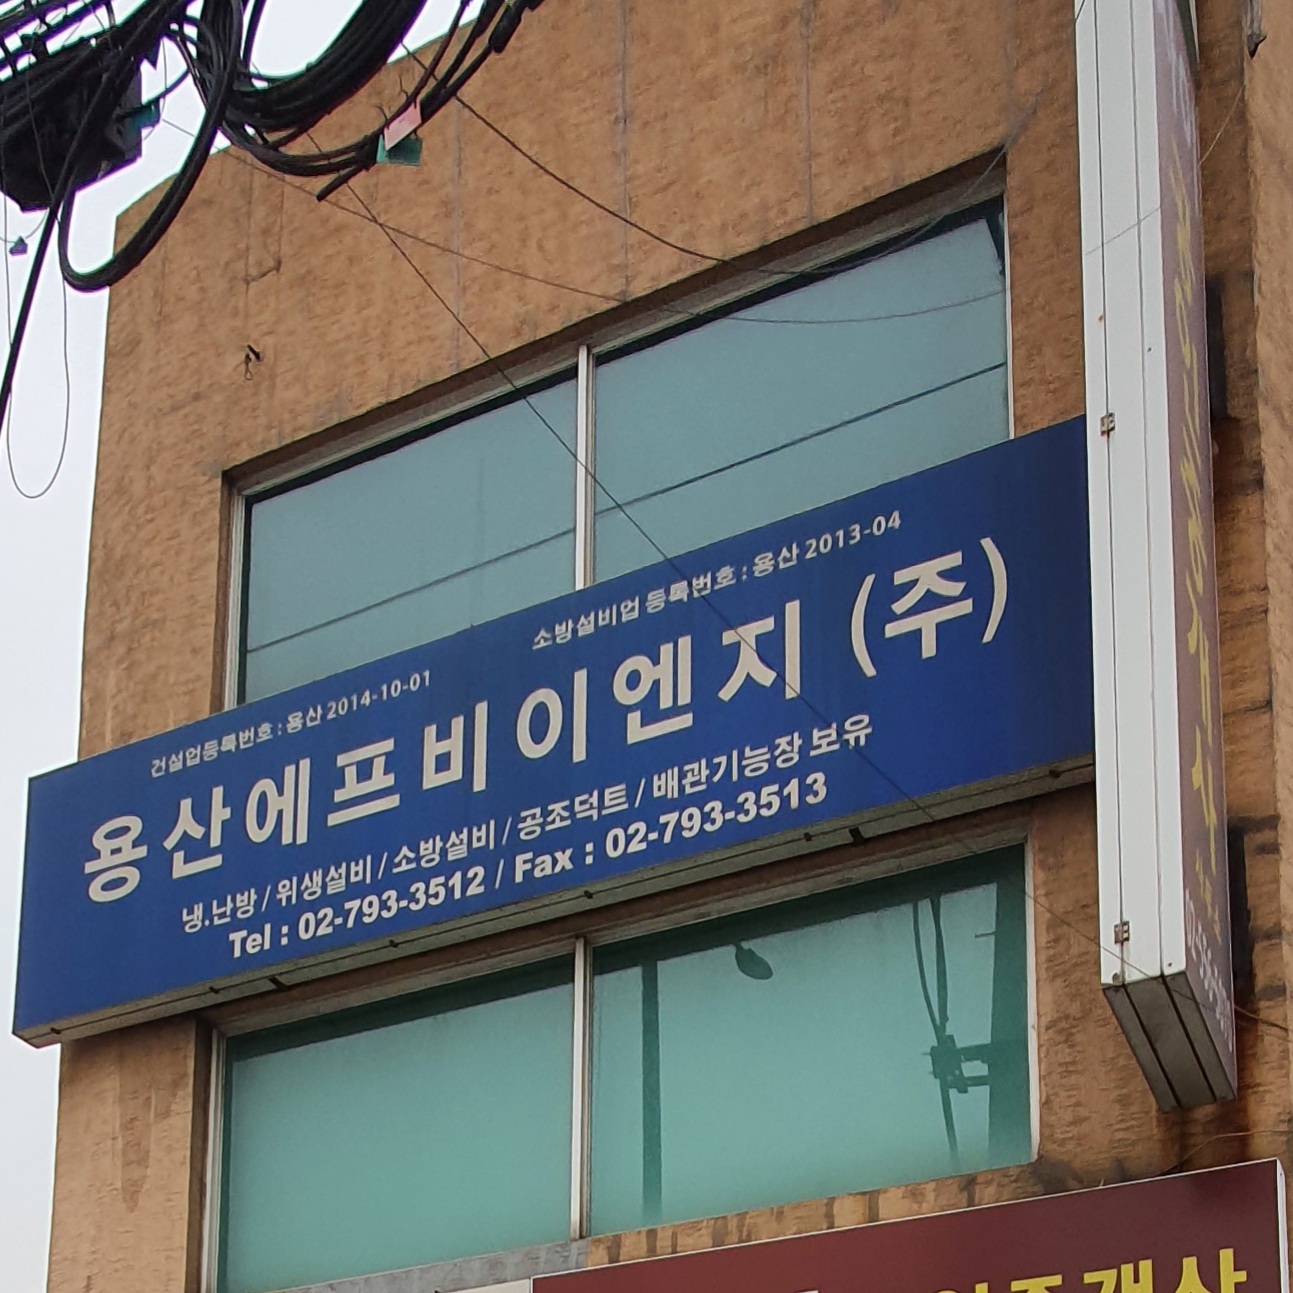 건설업등록번호 : 용산 2014-10-01
소방설비업 등록번호 : 용산 2013-04
용산에프비이엔지 (주)
냉.난방 / 위생설비 / 소방설비 / 공조덕트 / 배관기능장 보유
Tel : 02-793-3512 / Fax : 02-793-3513